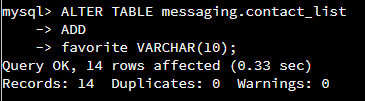 mysql> ALTER TABLE messaging.contact_list
    -> ADD
    -> favorite VARCHAR(10);
Query OK, 14 rows affected (0.33 sec)
Records: 14  Duplicates: 0  Warnings: 0